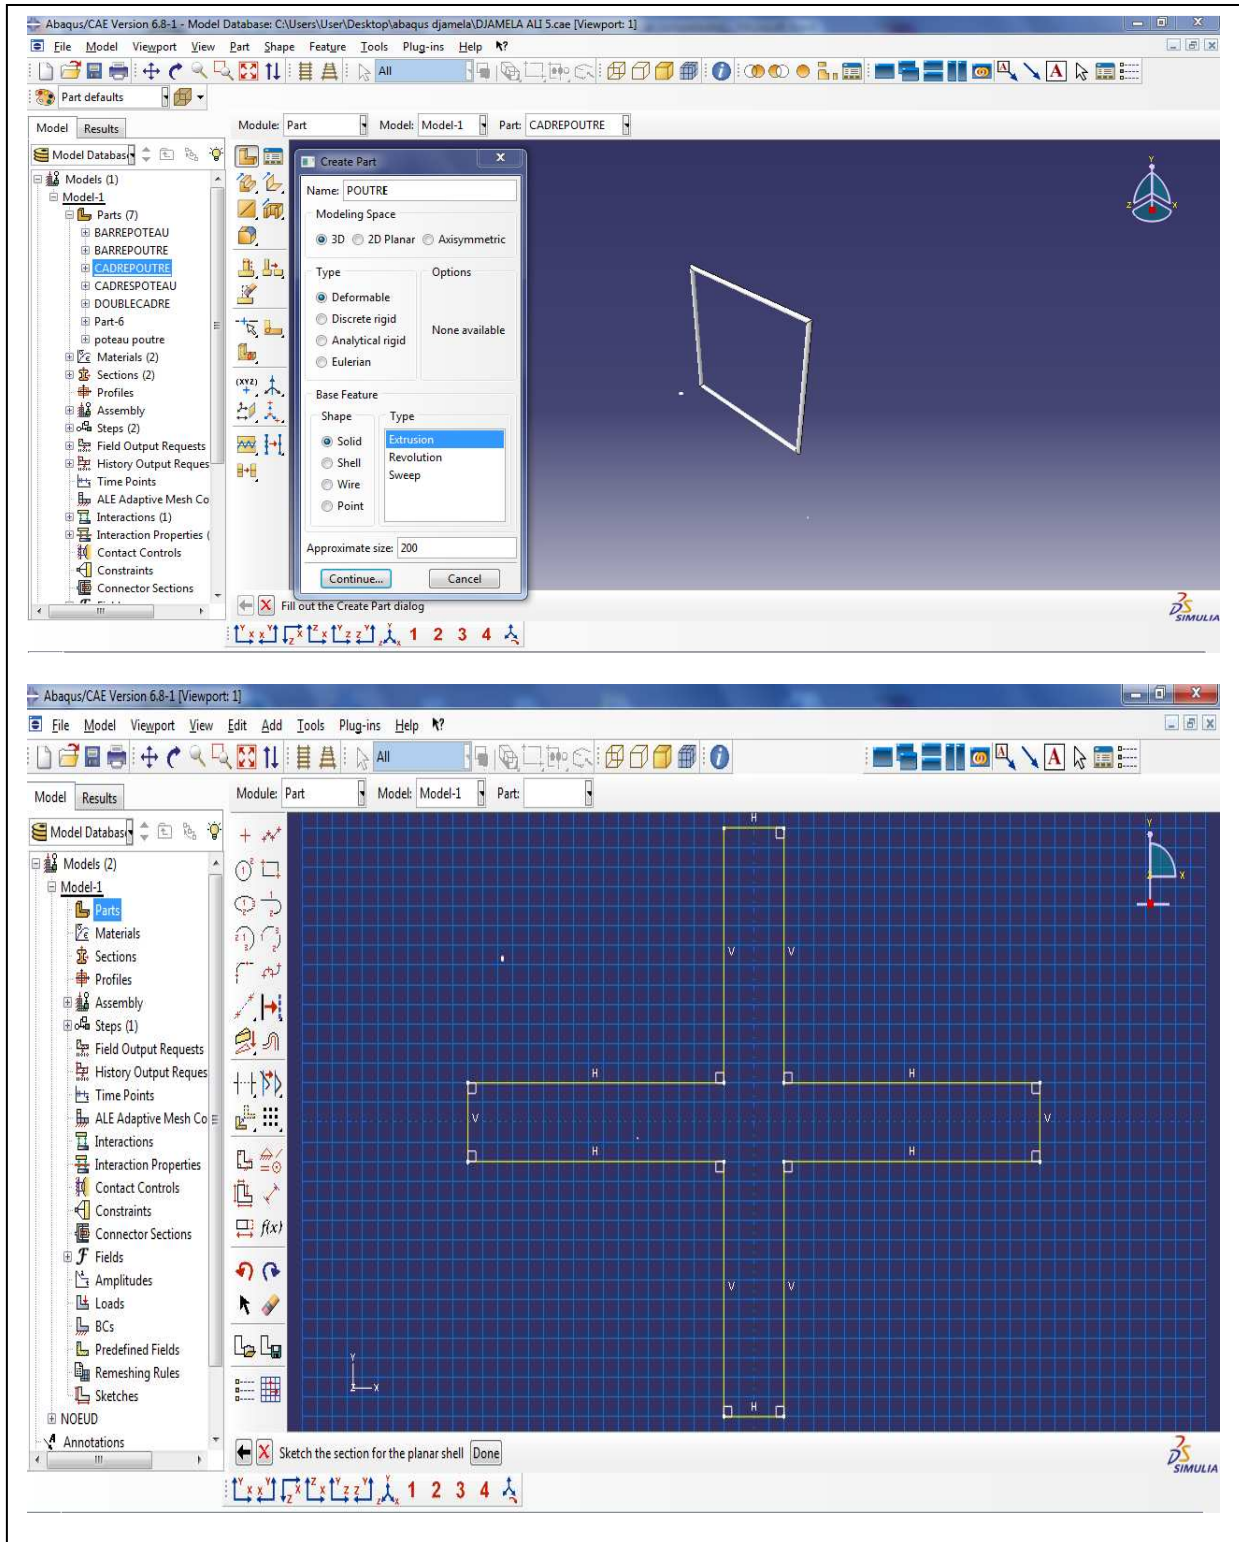 Abaqus/CAE Version 6.8-1 - Model Database: C:\Users\User\Desktop\abaqus djamela\DJAMELA ALI 5.cae [Viewport: 1]
File Model Viewport View Part Shape Feature Tools Plug-ins Help
All
Part defaults
Model Results
Module: Part Model: Model-1 Part: CADREPOUTRE
Model Databas
Models (1)
Model-1
Parts (7)
BARREPOTEAU
BARREPOUTRE
CADREPOUTRE
CADRESPOTEAU
DOUBLECADRE
Part-6
poteau poutre
Materials (2)
Sections (2)
Profiles
Assembly
Steps (2)
Field Output Requests
History Output Reques
Time Points
ALE Adaptive Mesh Co
Interactions (1)
Interaction Properties (
Contact Controls
Constraints
Connector Sections
Create Part
Name: POUTRE
Modeling Space
3D 2D Planar Axisymmetric
Type Options
Deformable
Discrete rigid
Analytical rigid
Eulerian
None available
Base Feature
Shape Type
Solid
Shell
Wire
Point
Extrusion
Revolution
Sweep
Approximate size: 200
Continue... Cancel
Y
Z X
Fill out the Create Part dialog
SIMULIA
1 2 3 4
Abaqus/CAE Version 6.8-1 [Viewport: 1]
File Model Viewport View Edit Add Tools Plug-ins Help
All
Model Results
Module: Part Model: Model-1 Part:
Model Databas
Models (2)
Model-1
Parts
Materials
Sections
Profiles
Assembly
Steps (1)
Field Output Requests
History Output Reques
Time Points
ALE Adaptive Mesh Co
Interactions
Interaction Properties
Contact Controls
Constraints
Connector Sections
Fields
Amplitudes
Loads
BCs
Predefined Fields
Remeshing Rules
Sketches
NOEUD
Annotations
f(x)
H
Y
Z X
V V
H H
V V
H H
V V
H
Y
Z X
Sketch the section for the planar shell Done
SIMULIA
1 2 3 4